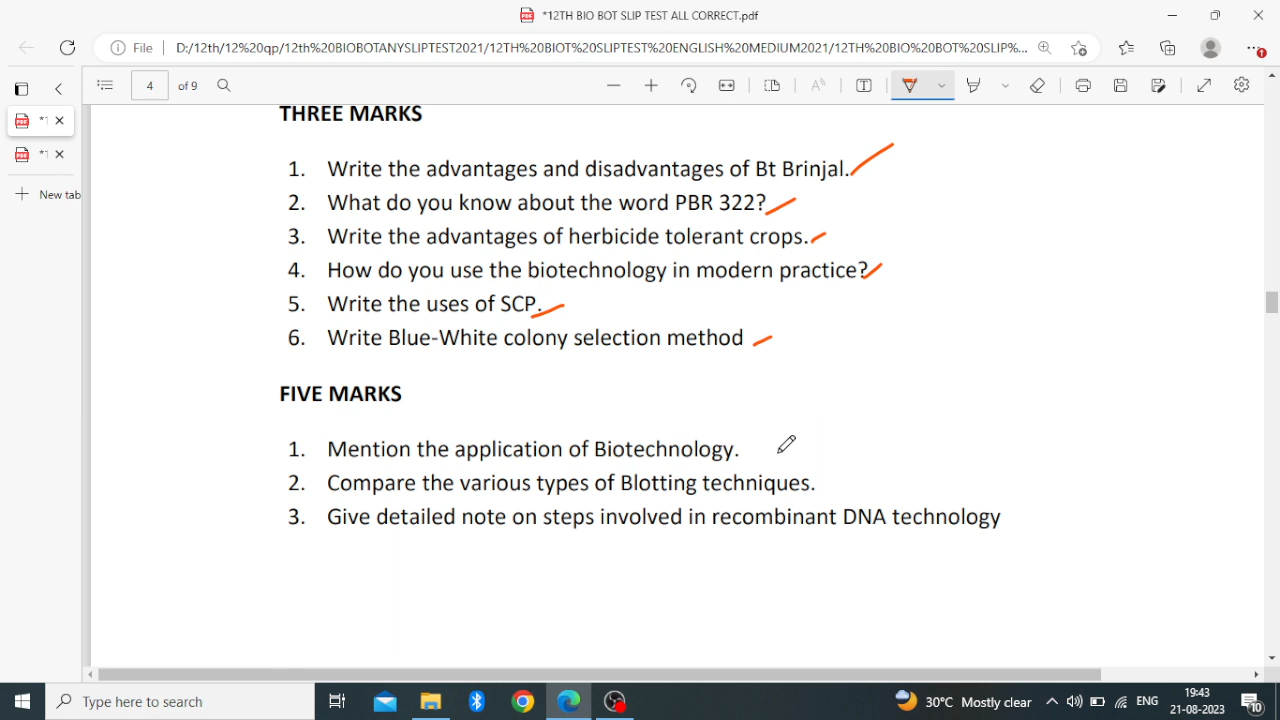 *12TH BIO BOT SLIP TEST ALL CORRECT.pdf
File D:/12th/12%20qp/12th%20BIOBOTANYSLIPTEST2021/12TH%20BIOT%20SLIPTEST%20ENGLISH%20MEDIUM2021/12TH%20BIO%20BOT%20SLIP%...
4 of 9
*1
*1
New tab
THREE MARKS
1. Write the advantages and disadvantages of Bt Brinjal.
2. What do you know about the word PBR 322?
3. Write the advantages of herbicide tolerant crops.
4. How do you use the biotechnology in modern practice?
5. Write the uses of SCP.
6. Write Blue-White colony selection method
FIVE MARKS
1. Mention the application of Biotechnology.
2. Compare the various types of Blotting techniques.
3. Give detailed note on steps involved in recombinant DNA technology
Type here to search
30°C Mostly clear
ENG
19:43
21-08-2023
10